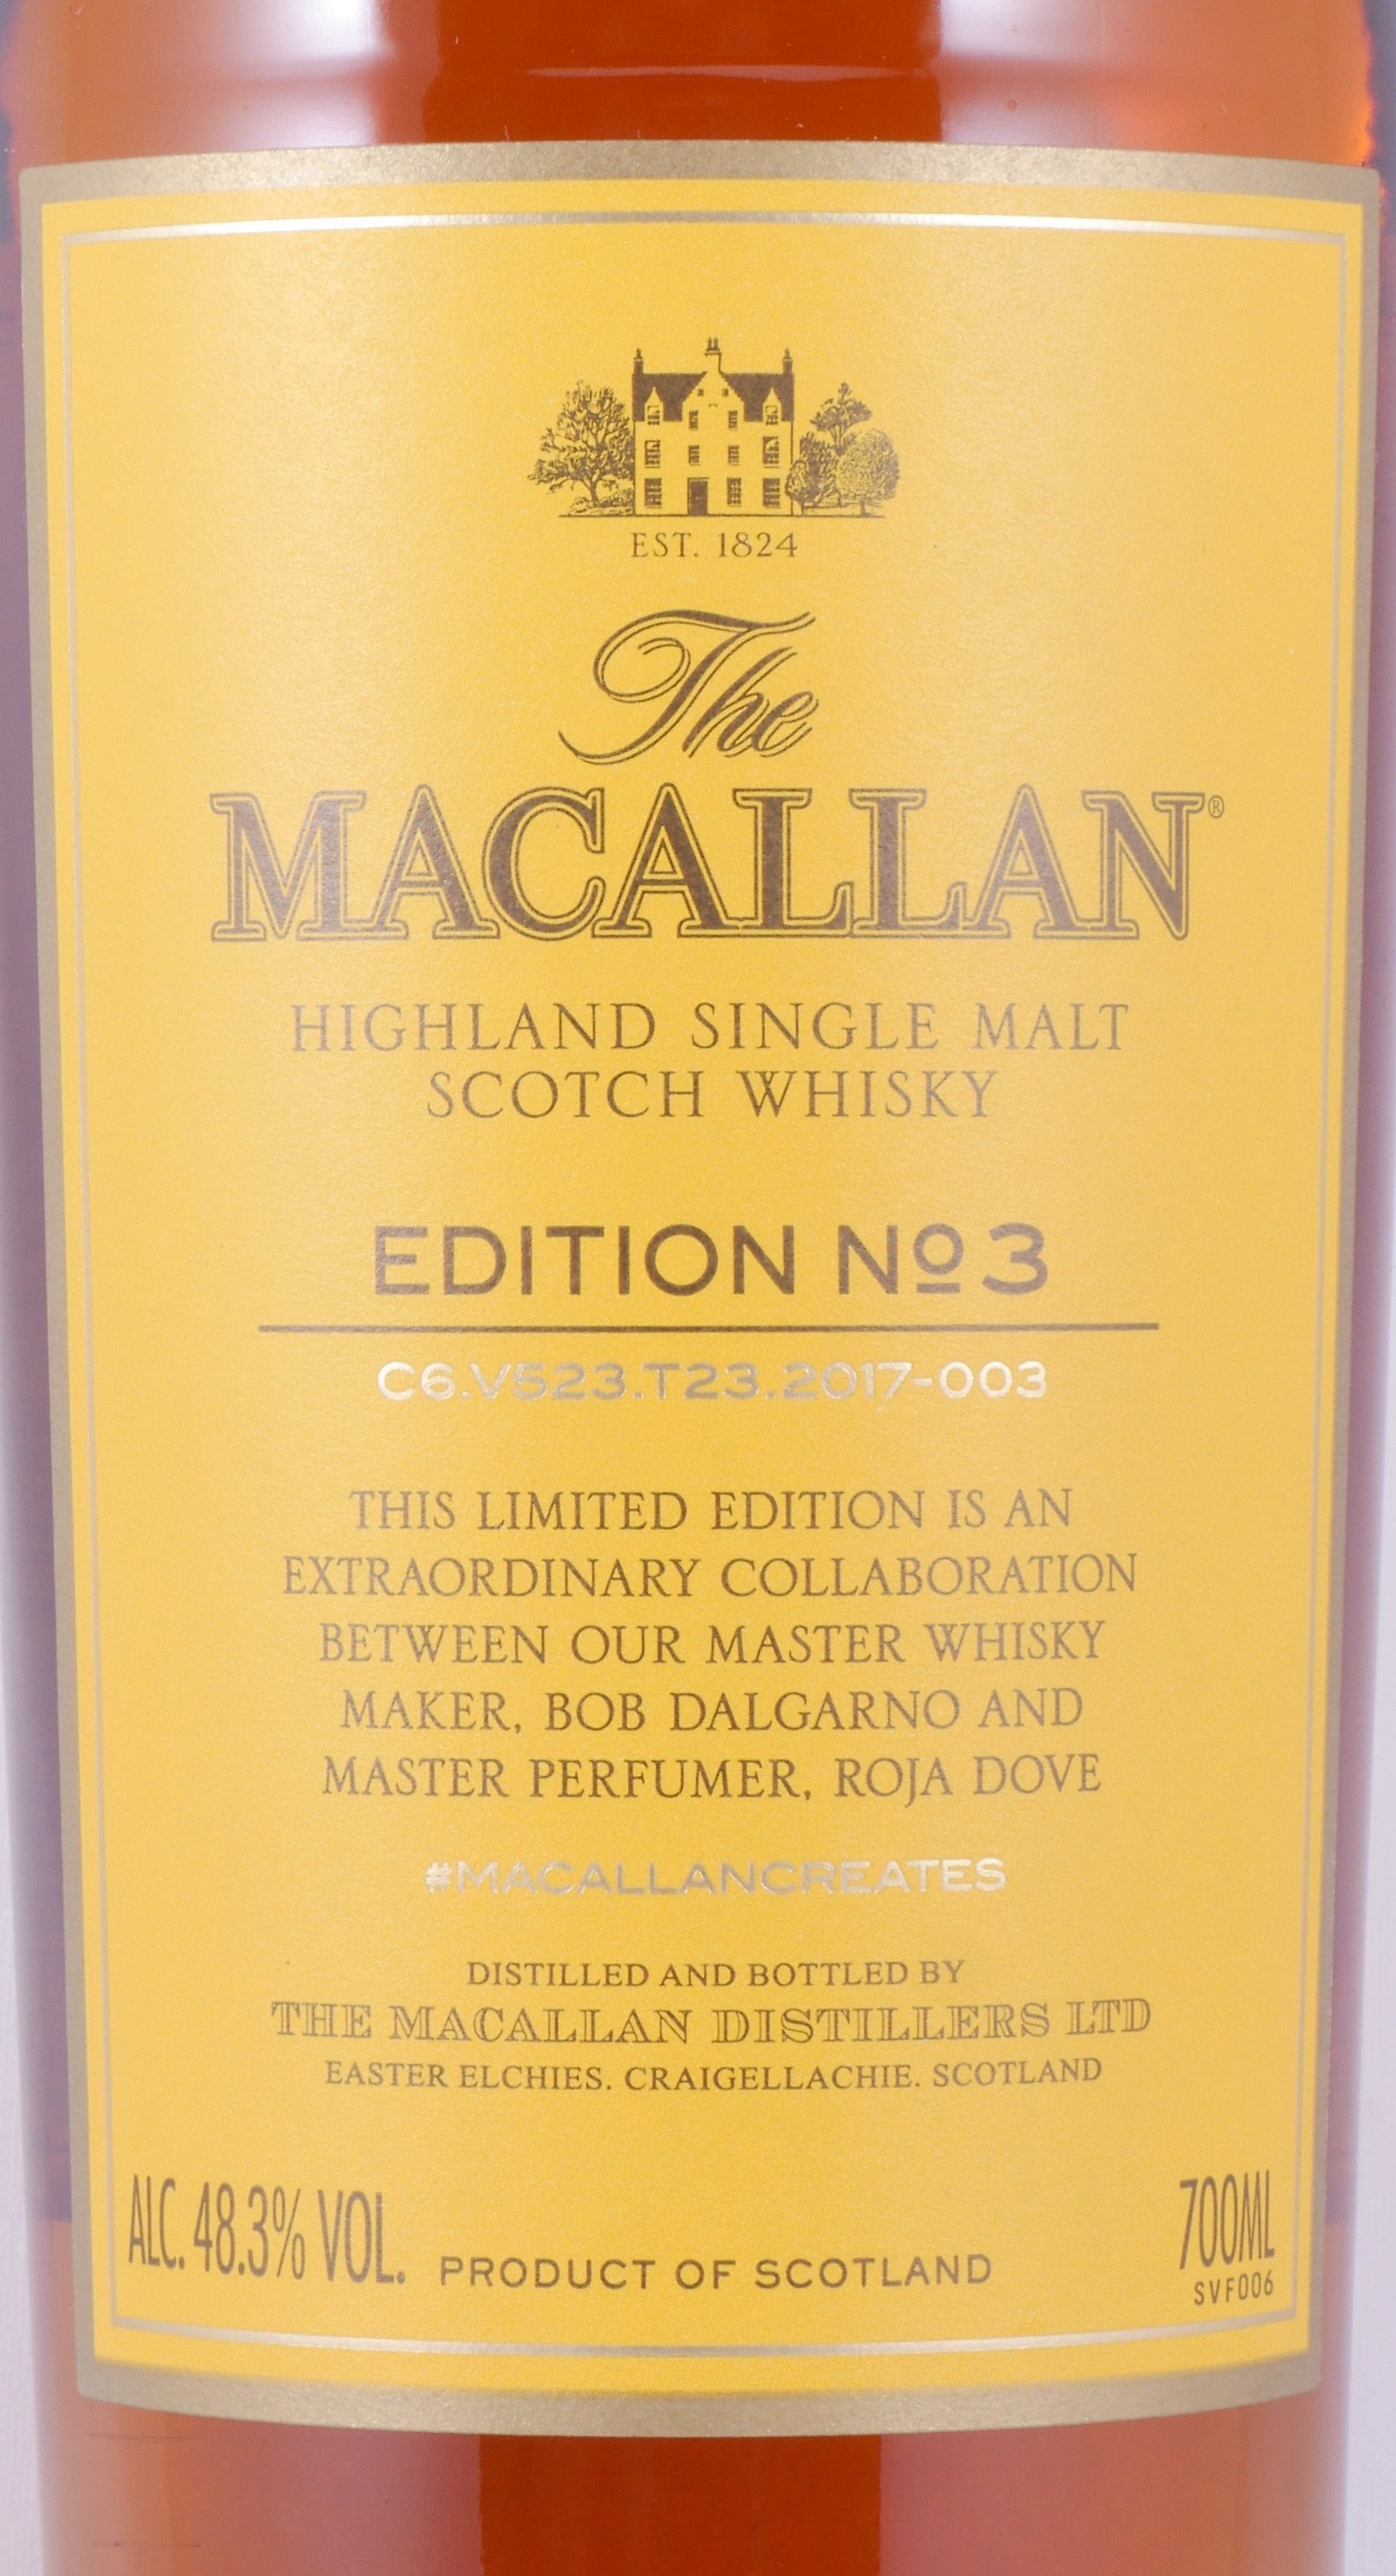 EST. 1824
The
MACALLAN®
HIGHLAND SINGLE MALT
SCOTCH WHISKY
EDITION Nº 3
C6.V523.T23.2017-003
THIS LIMITED EDITION IS AN
EXTRAORDINARY COLLABORATION
BETWEEN OUR MASTER WHISKY
MAKER, BOB DALGARNO AND
MASTER PERFUMER, ROJA DOVE
#MACALLANCREATES
DISTILLED AND BOTTLED BY
THE MACALLAN DISTILLERS LTD
EASTER ELCHIES. CRAIGELLACHIE. SCOTLAND
ALC. 48.3% VOL.
PRODUCT OF SCOTLAND
700ML
SVF006